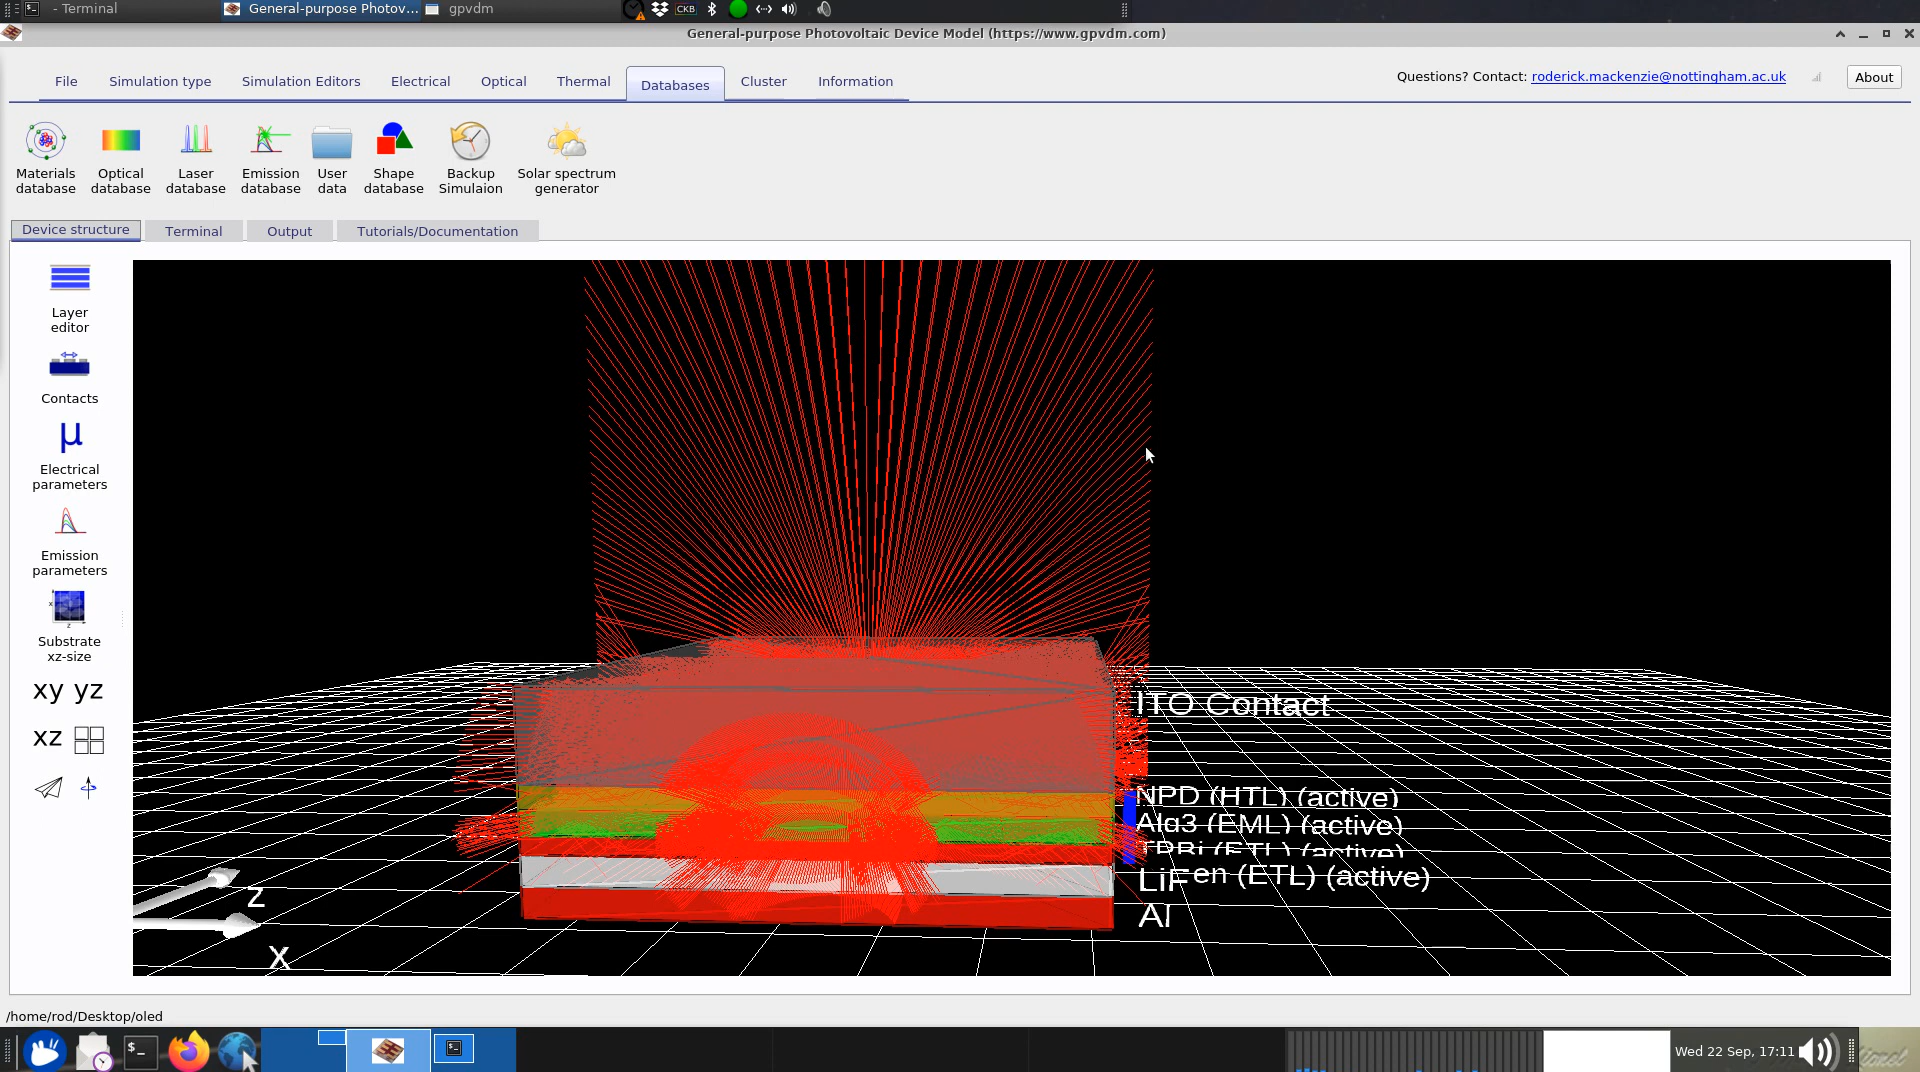 - Terminal
General-purpose Photov...
gpvdm
CKB
General-purpose Photovoltaic Device Model (https://www.gpvdm.com)
File
Simulation type
Simulation Editors
Electrical
Optical
Thermal
Databases
Cluster
Information
Questions? Contact: roderick.mackenzie@nottingham.ac.uk
About
Materials
database
Optical
database
Laser
database
Emission
database
User
data
Shape
database
Backup
Simulaion
Solar spectrum
generator
Device structure
Terminal
Output
Tutorials/Documentation
Layer
editor
Contacts
μ
Electrical
parameters
Emission
parameters
Substrate
xz-size
xy yz
xz
ITO Contact
NPD (HTL) (active)
Alq3 (EML) (active)
TPBi (ETL) (active)
LiF
en (ETL) (active)
Al
z
x
/home/rod/Desktop/oled
Wed 22 Sep, 17:11